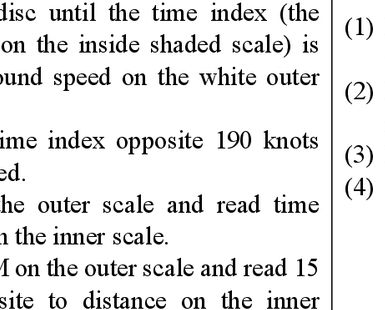 disc until the time index (the
on the inside shaded scale) is
ound speed on the white outer
ime index opposite 190 knots
ed.
he outer scale and read time
n the inner scale.
M on the outer scale and read 15
site to distance on the inner
(1)
(2)
(3)
(4)